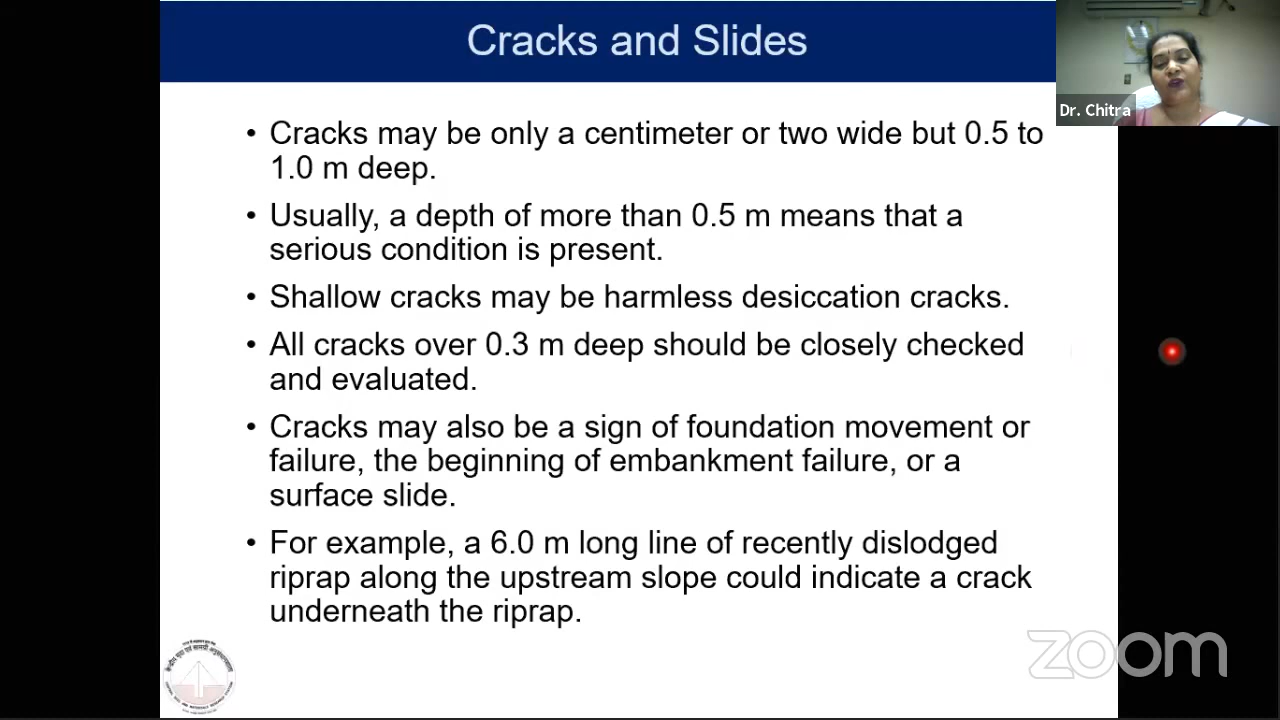 Cracks and Slides
Dr. Chitra
• Cracks may be only a centimeter or two wide but 0.5 to
1.0 m deep.
• Usually, a depth of more than 0.5 m means that a
serious condition is present.
• Shallow cracks may be harmless desiccation cracks.
• All cracks over 0.3 m deep should be closely checked
and evaluated.
• Cracks may also be a sign of foundation movement or
failure, the beginning of embankment failure, or a
surface slide.
• For example, a 6.0 m long line of recently dislodged
riprap along the upstream slope could indicate a crack
underneath the riprap.
zoom